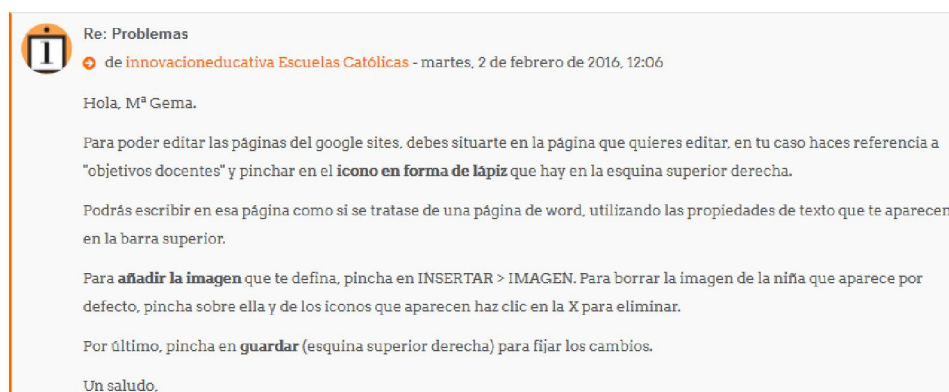 Re: Problemas
de innovacioneducativa Escuelas Católicas - martes, 2 de febrero de 2016, 12:06
Hola, Mª Gema.
Para poder editar las páginas del google sites, debes situarte en la página que quieres editar, en tu caso haces referencia a
"objetivos docentes" y pinchar en el icono en forma de lápiz que hay en la esquina superior derecha.
Podrás escribir en esa página como si se tratase de una página de word, utilizando las propiedades de texto que te aparecen
en la barra superior.
Para añadir la imagen que te defina, pincha en INSERTAR > IMAGEN. Para borrar la imagen de la niña que aparece por
defecto, pincha sobre ella y de los iconos que aparecen haz clic en la X para eliminar.
Por último, pincha en guardar (esquina superior derecha) para fijar los cambios.
Un saludo,